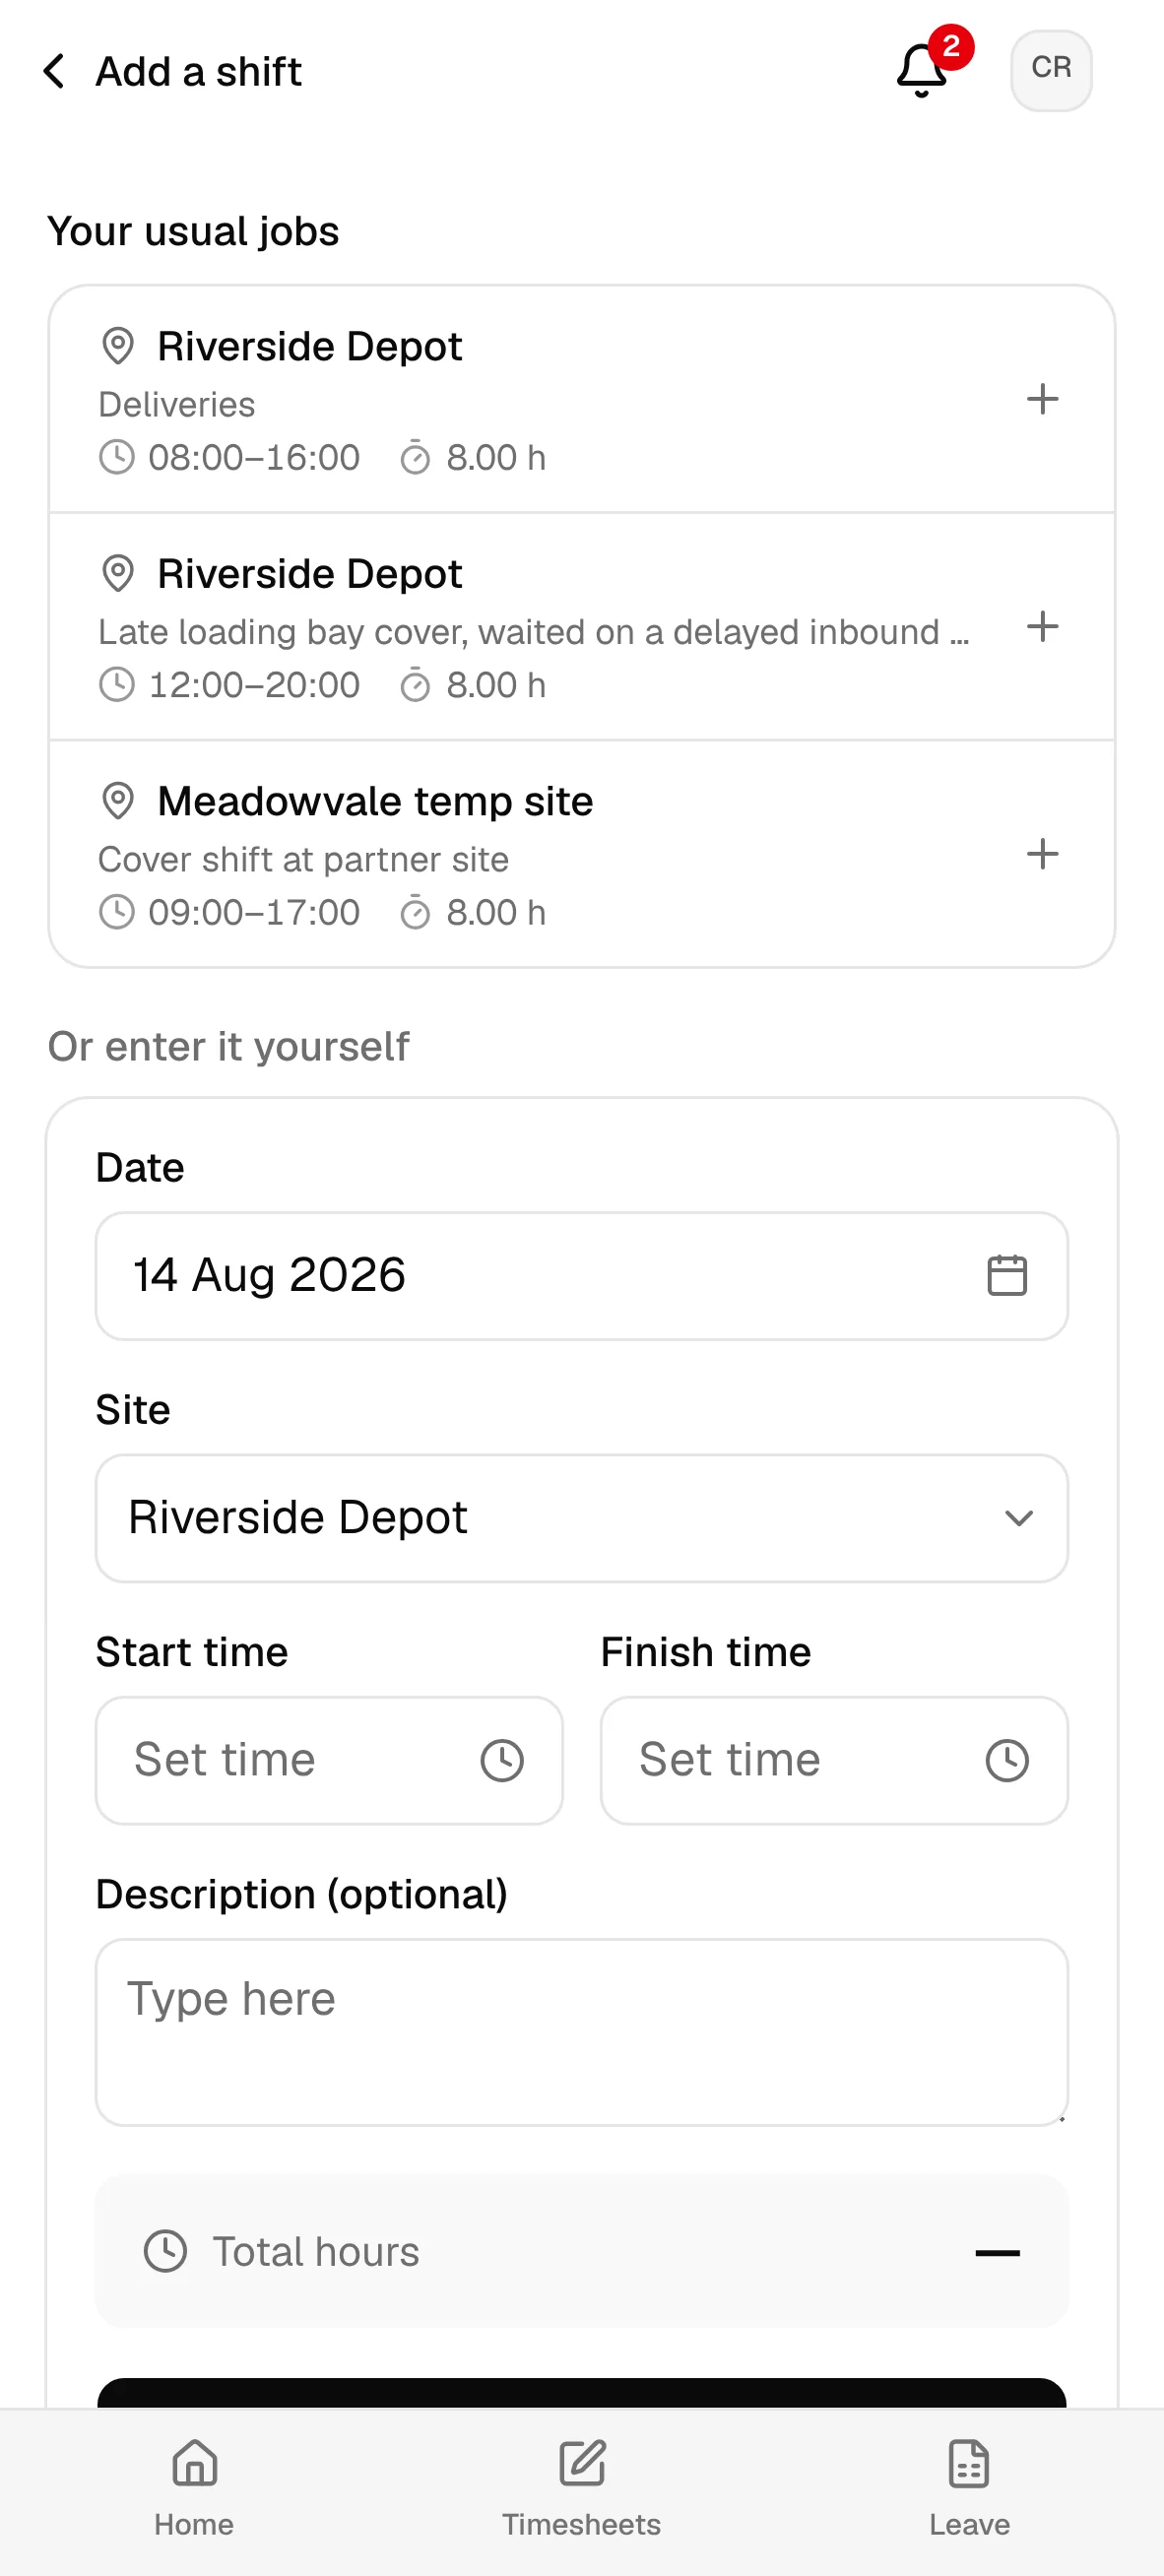 Add a shift
2
CR
Your usual jobs
Riverside Depot
Deliveries
08:00–16:00 8.00 h
Riverside Depot
Late loading bay cover, waited on a delayed inbound ...
12:00–20:00 8.00 h
Meadowvale temp site
Cover shift at partner site
09:00–17:00 8.00 h
Or enter it yourself
Date
14 Aug 2026
Site
Riverside Depot
Start time Finish time
Set time Set time
Description (optional)
Type here
Total hours —
Home Timesheets Leave